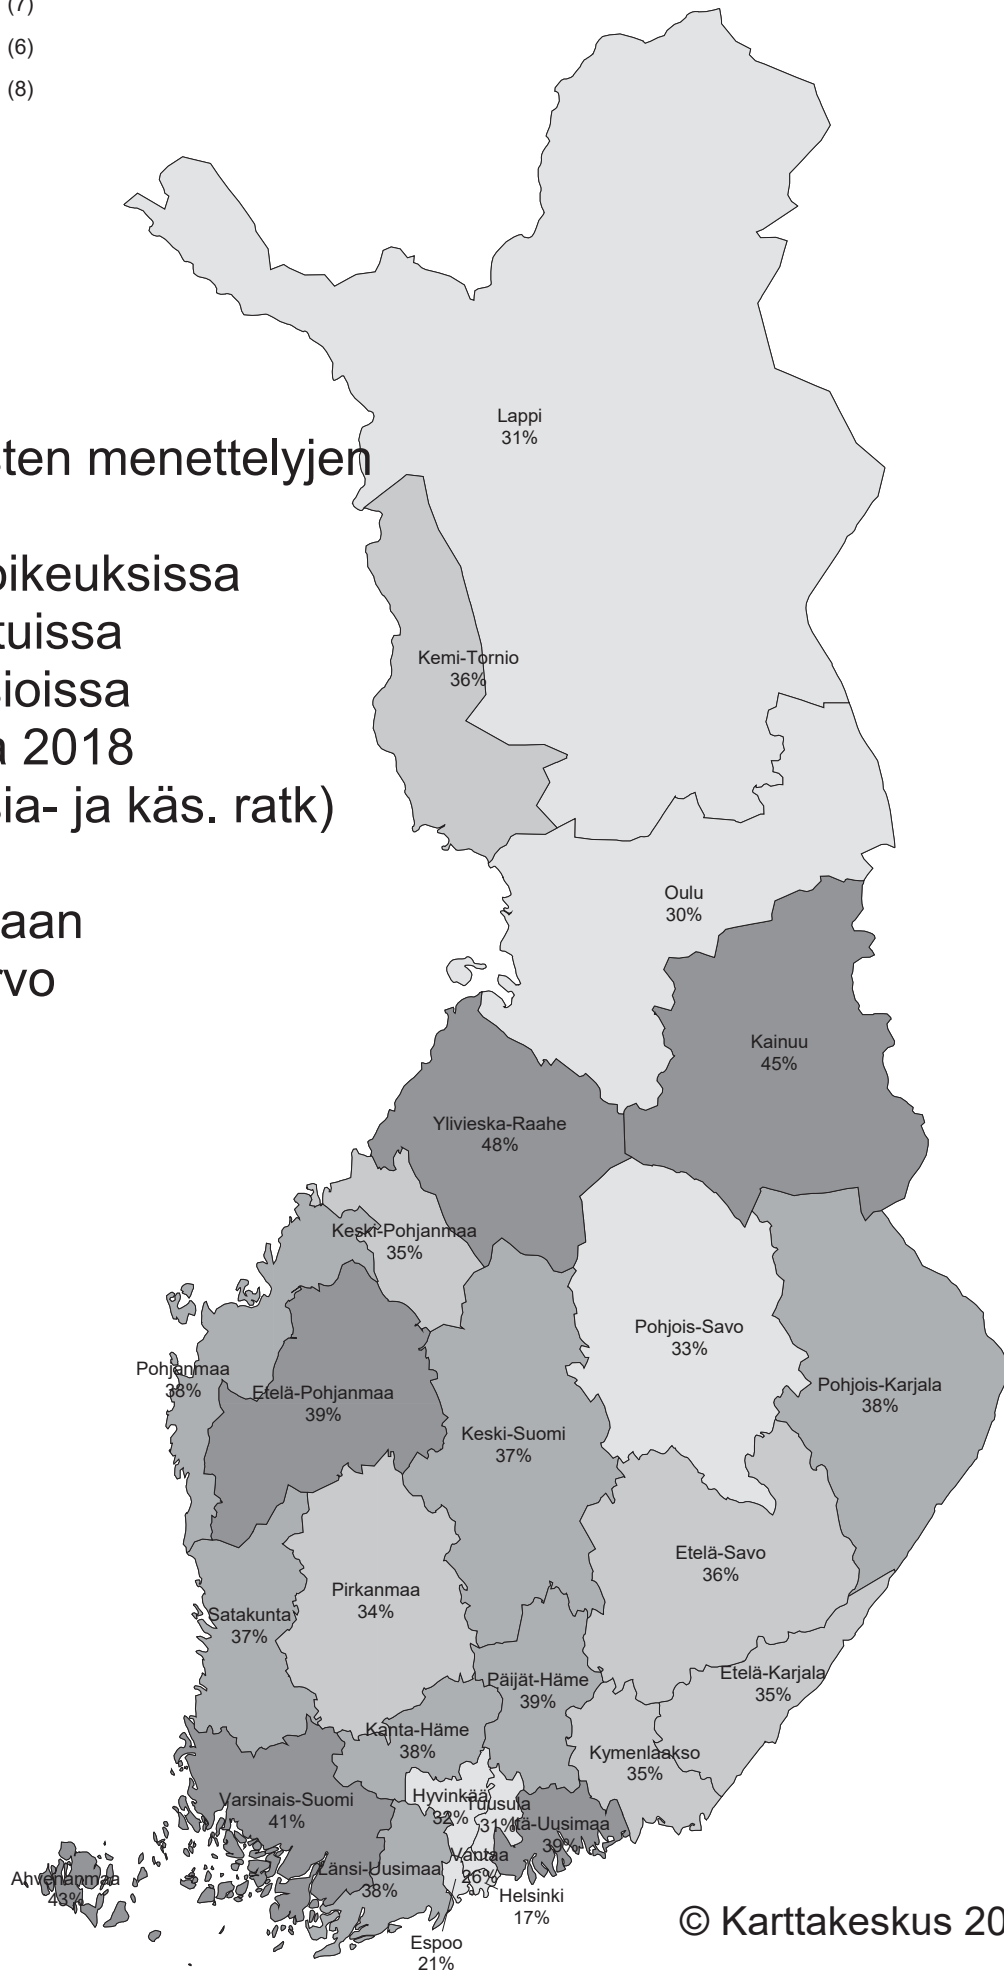 (7)
(6)
(8)
Lappi
31%
sten menettelyjen
oikeuksissa
tuissa
sioissa
a 2018
sia- ja käs. ratk)
aan
rvo
Kemi-Tornio
36%
Oulu
30%
Kainuu
45%
Ylivieska-Raahe
48%
Keski-Pohjanmaa
35%
Pohjois-Savo
33%
Pohjanmaa
38%
Etelä-Pohjanmaa
39%
Pohjois-Karjala
38%
Keski-Suomi
37%
Etelä-Savo
36%
Pirkanmaa
34%
Satakunta
37%
Etelä-Karjala
35%
Päijät-Häme
39%
Kanta-Häme
38%
Kymenlaakso
35%
Hyvinkää
32%
Tuusula
31%
Varsinais-Suomi
41%
Itä-Uusimaa
39%
Vantaa
26%
Länsi-Uusimaa
38%
Ahvenanmaa
43%
Helsinki
17%
Espoo
21%
© Karttakeskus 20